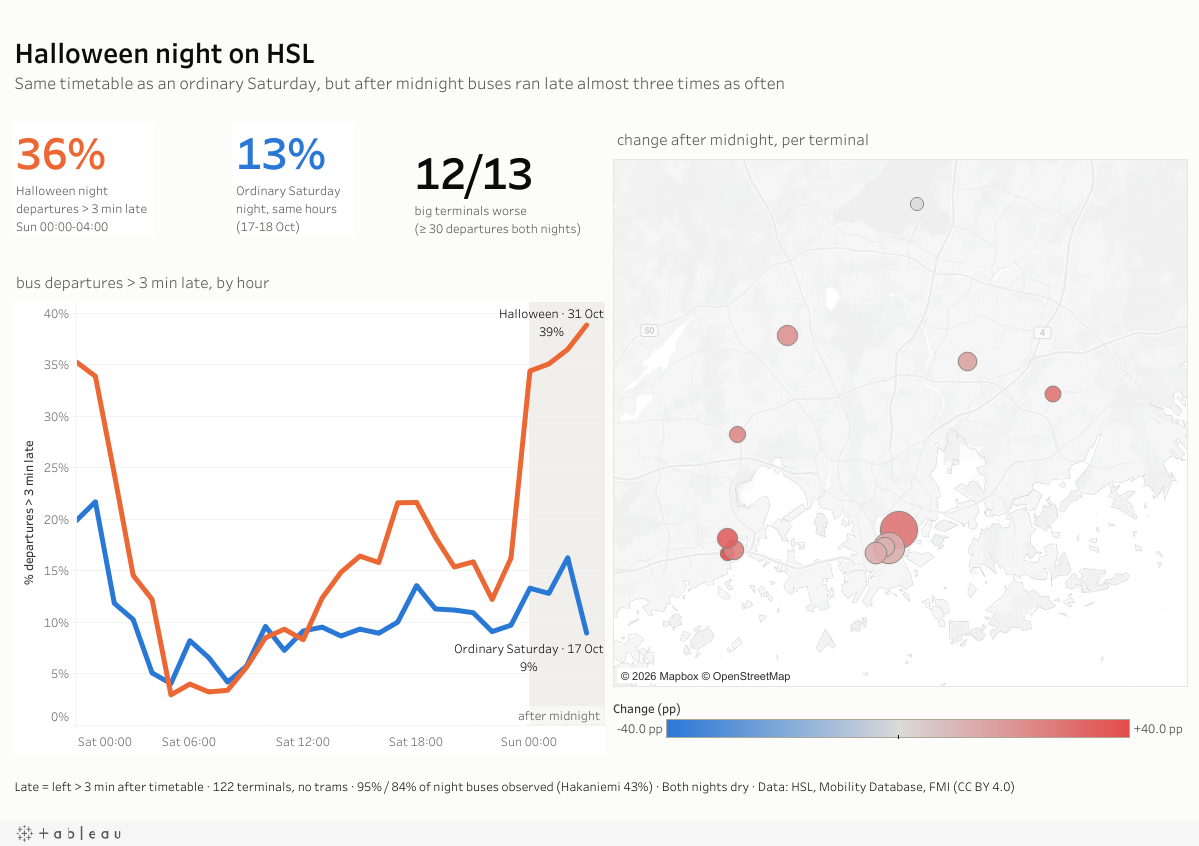 Halloween night on HSL
Same timetable as an ordinary Saturday, but after midnight buses ran late almost three times as often
36%
Halloween night
departures > 3 min late
Sun 00:00-04:00
13%
Ordinary Saturday
night, same hours
(17-18 Oct)
12/13
big terminals worse
(≥ 30 departures both nights)
bus departures > 3 min late, by hour
% departures > 3 min late
40%
35%
30%
25%
20%
15%
10%
5%
0%
Halloween · 31 Oct
39%
Ordinary Saturday · 17 Oct
9%
after midnight
Sat 00:00
Sat 06:00
Sat 12:00
Sat 18:00
Sun 00:00
change after midnight, per terminal
50
4
© 2026 Mapbox © OpenStreetMap
Change (pp)
-40.0 pp
+40.0 pp
Late = left > 3 min after timetable · 122 terminals, no trams · 95% / 84% of night buses observed (Hakaniemi 43%) · Both nights dry · Data: HSL, Mobility Database, FMI (CC BY 4.0)
+ableau